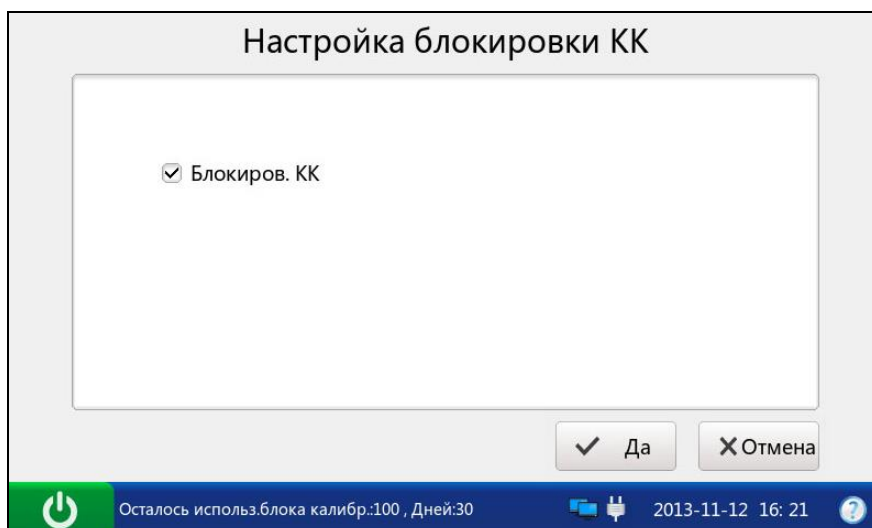 Настройка блокировки КК
Блокиров. КК
Да
Отмена
Осталось использ.блока калибр.:100 , Дней:30
2013-11-12 16: 21
?